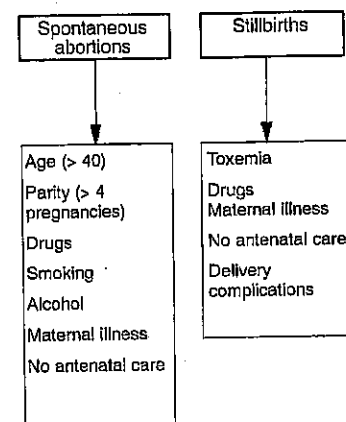 Spontaneous
abortions
Age (> 40)
Parity (> 4
pregnancies)
Drugs
Smoking
Alcohol
Maternal illness
No antenatal care
Stillbirths
Toxemia
Drugs
Maternal illness
No antenatal care
Delivery
complications